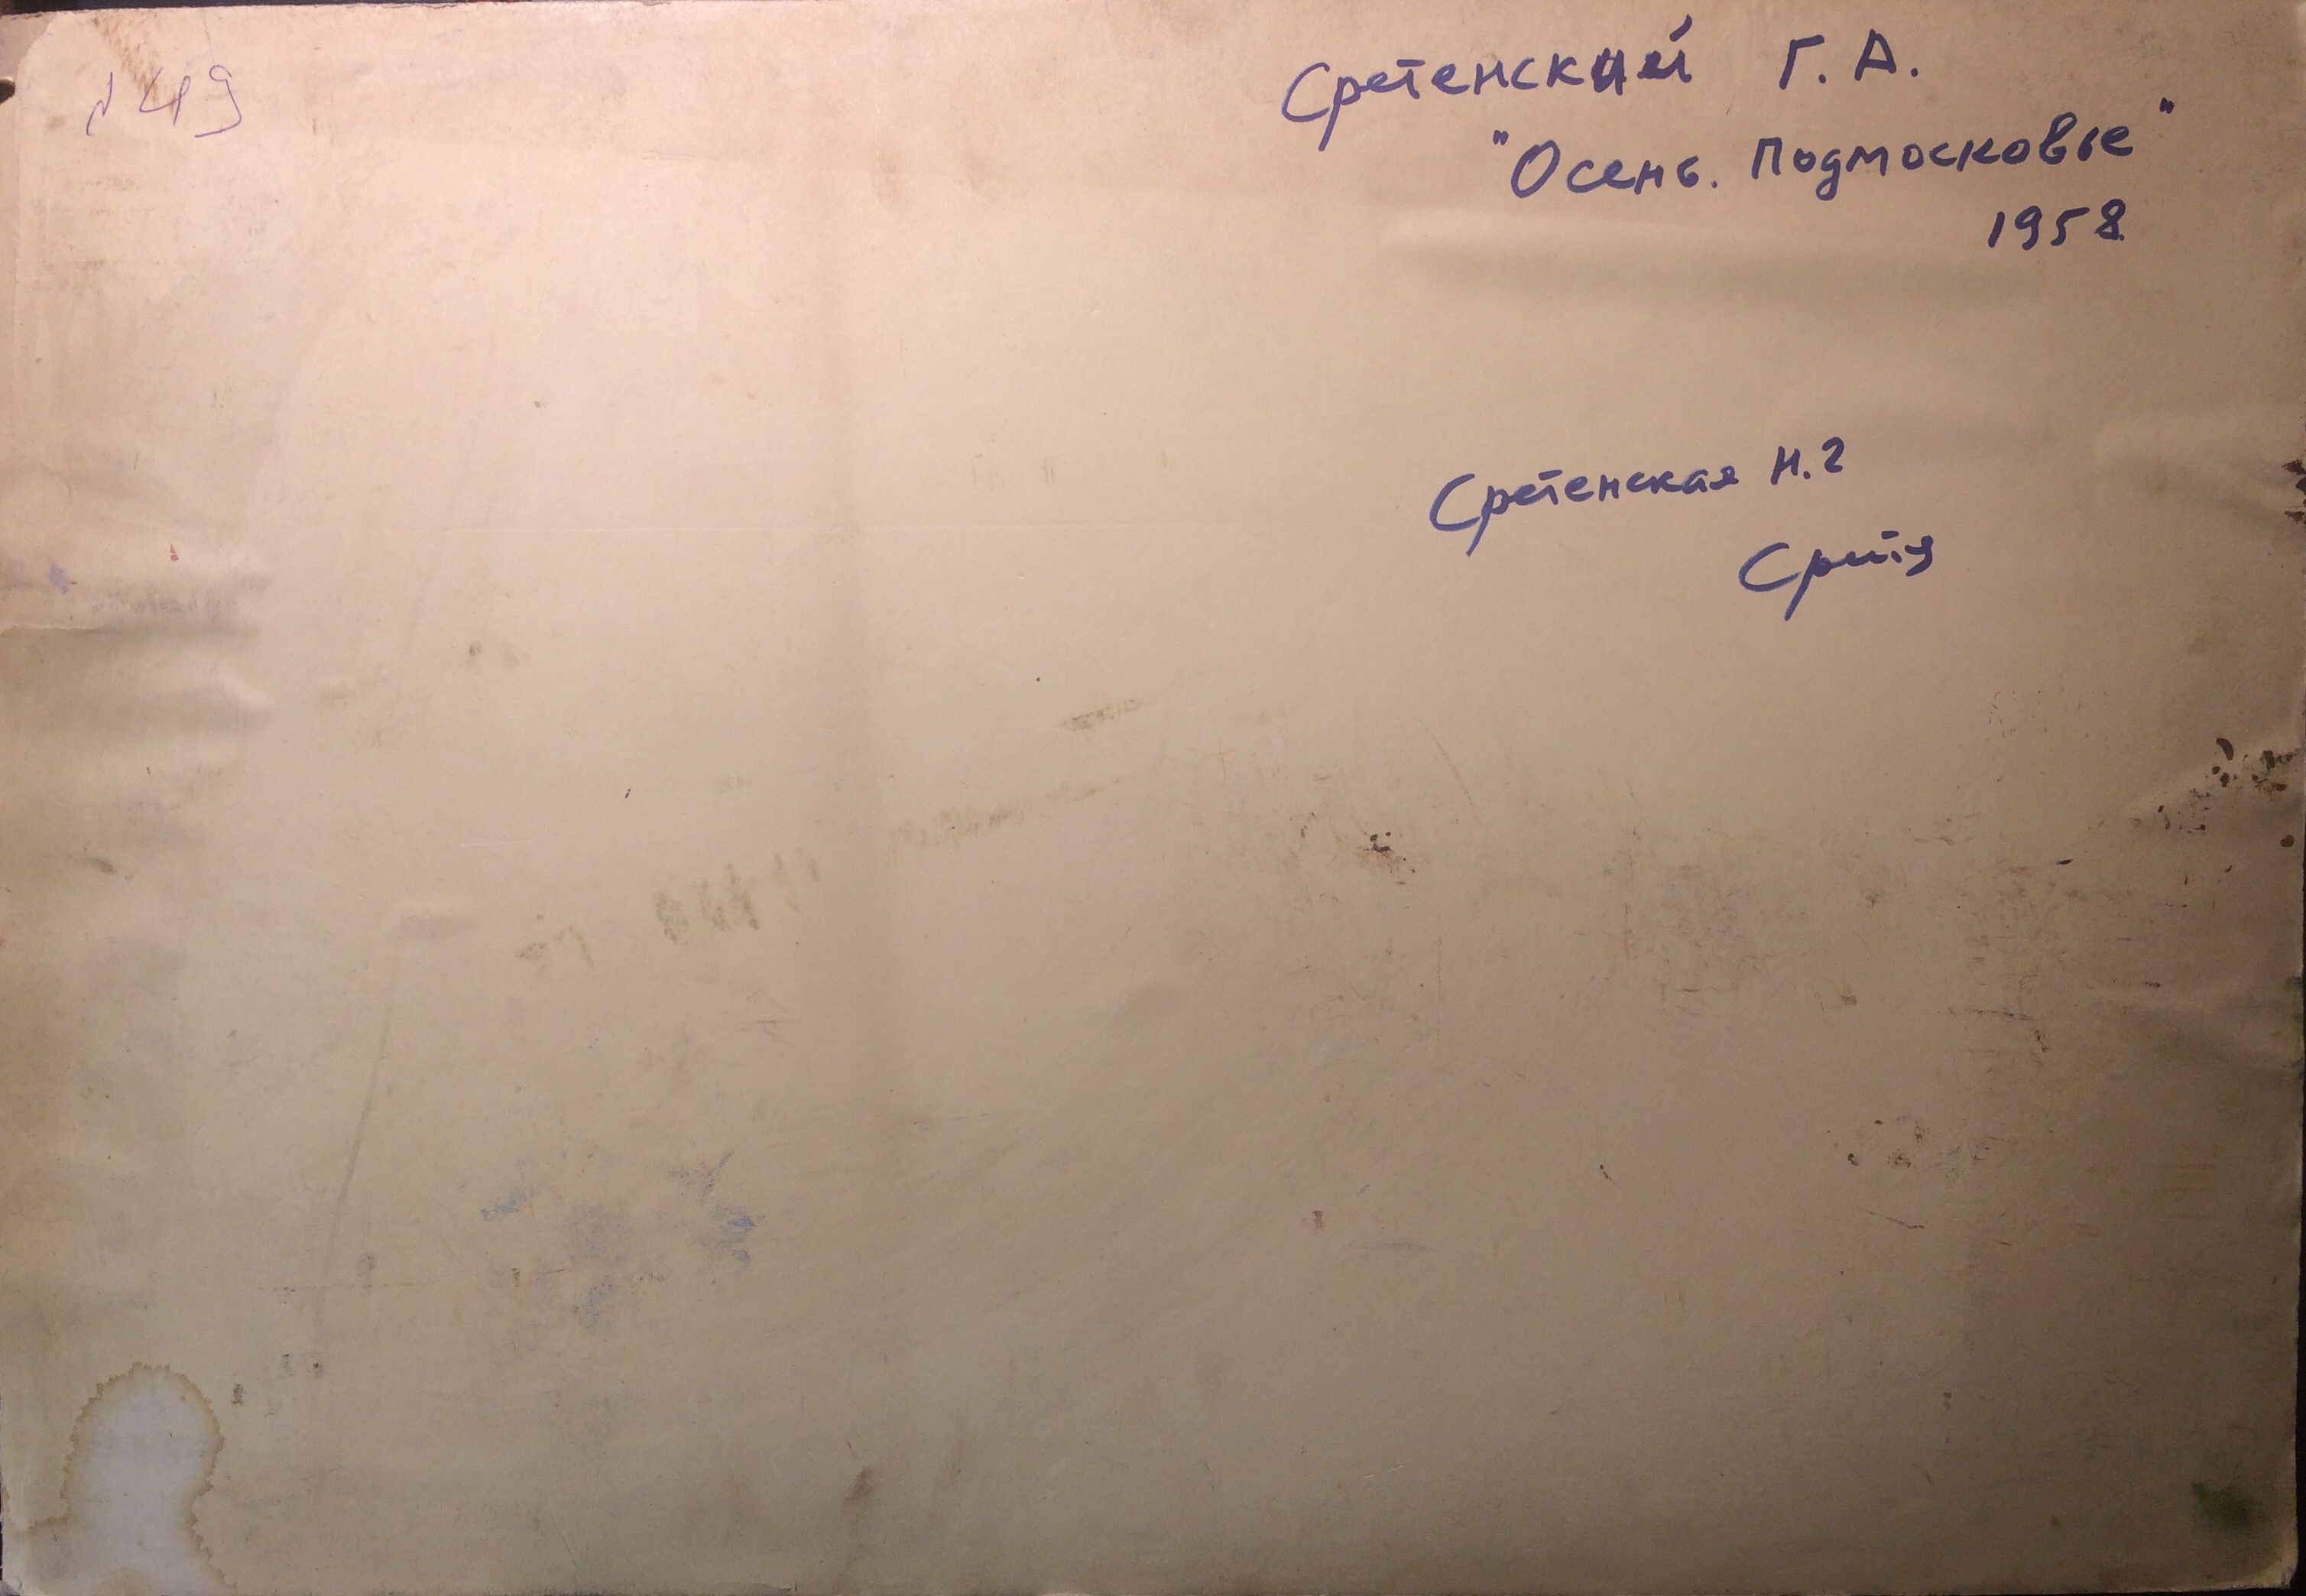 №49
Сретенский Г. А.
"Осень. Подмосковье"
1958
Сретенская Н.Г